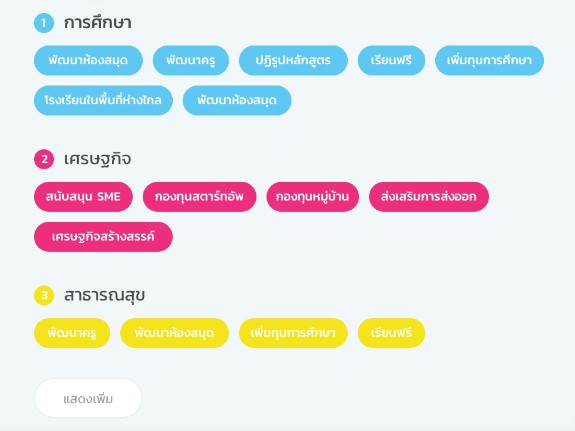 1 การศึกษา
พัฒนาห้องสมุด พัฒนาครู ปฏิรูปหลักสูตร เรียนฟรี เพิ่มทุนการศึกษา
โรงเรียนในพื้นที่ห่างไกล พัฒนาห้องสมุด
2 เศรษฐกิจ
สนับสนุน SME กองทุนสตาร์ทอัพ กองทุนหมู่บ้าน ส่งเสริมการส่งออก
เศรษฐกิจสร้างสรรค์
3 สาธารณสุข
พัฒนาครู พัฒนาห้องสมุด เพิ่มทุนการศึกษา เรียนฟรี
แสดงเพิ่ม